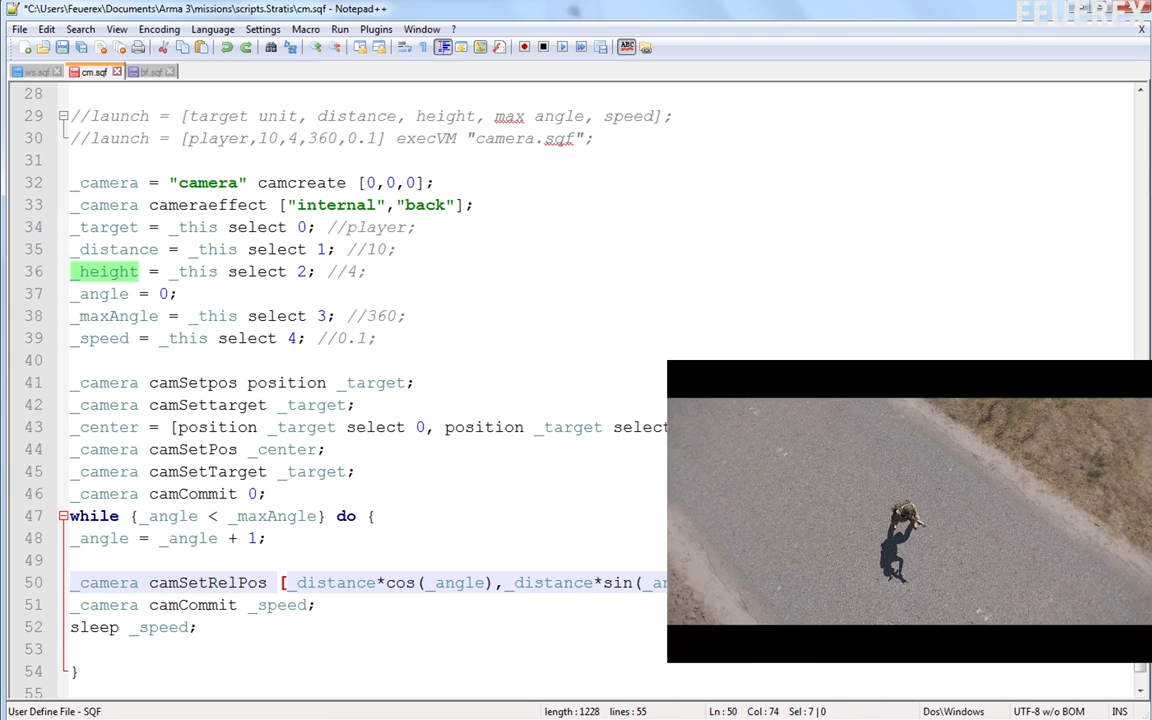 *C:\Users\Feuerex\Documents\Arma 3\missions\scripts.Stratis\cm.sqf - Notepad++
FEUEREX
File Edit Search View Encoding Language Settings Macro Run Plugins Window ? X
ws.sqf cm.sqf bf.sqf
28
29 //launch = [target unit, distance, height, max angle, speed];
30 //launch = [player,10,4,360,0.1] execVM "camera.sqf";
31
32 _camera = "camera" camcreate [0,0,0];
33 _camera cameraeffect ["internal","back"];
34 _target = _this select 0; //player;
35 _distance = _this select 1; //10;
36 _height = _this select 2; //4;
37 _angle = 0;
38 _maxAngle = _this select 3; //360;
39 _speed = _this select 4; //0.1;
40
41 _camera camSetpos position _target;
42 _camera camSettarget _target;
43 _center = [position _target select 0, position _target select
44 _camera camSetPos _center;
45 _camera camSetTarget _target;
46 _camera camCommit 0;
47 while {_angle < _maxAngle} do {
48 _angle = _angle + 1;
49
50 _camera camSetRelPos [_distance*cos(_angle),_distance*sin(_an
51 _camera camCommit _speed;
52 sleep _speed;
53
54 }
55
User Define File - SQF length : 1228 lines : 55 Ln : 50 Col : 74 Sel : 7 | 0 Dos\Windows UTF-8 w/o BOM INS